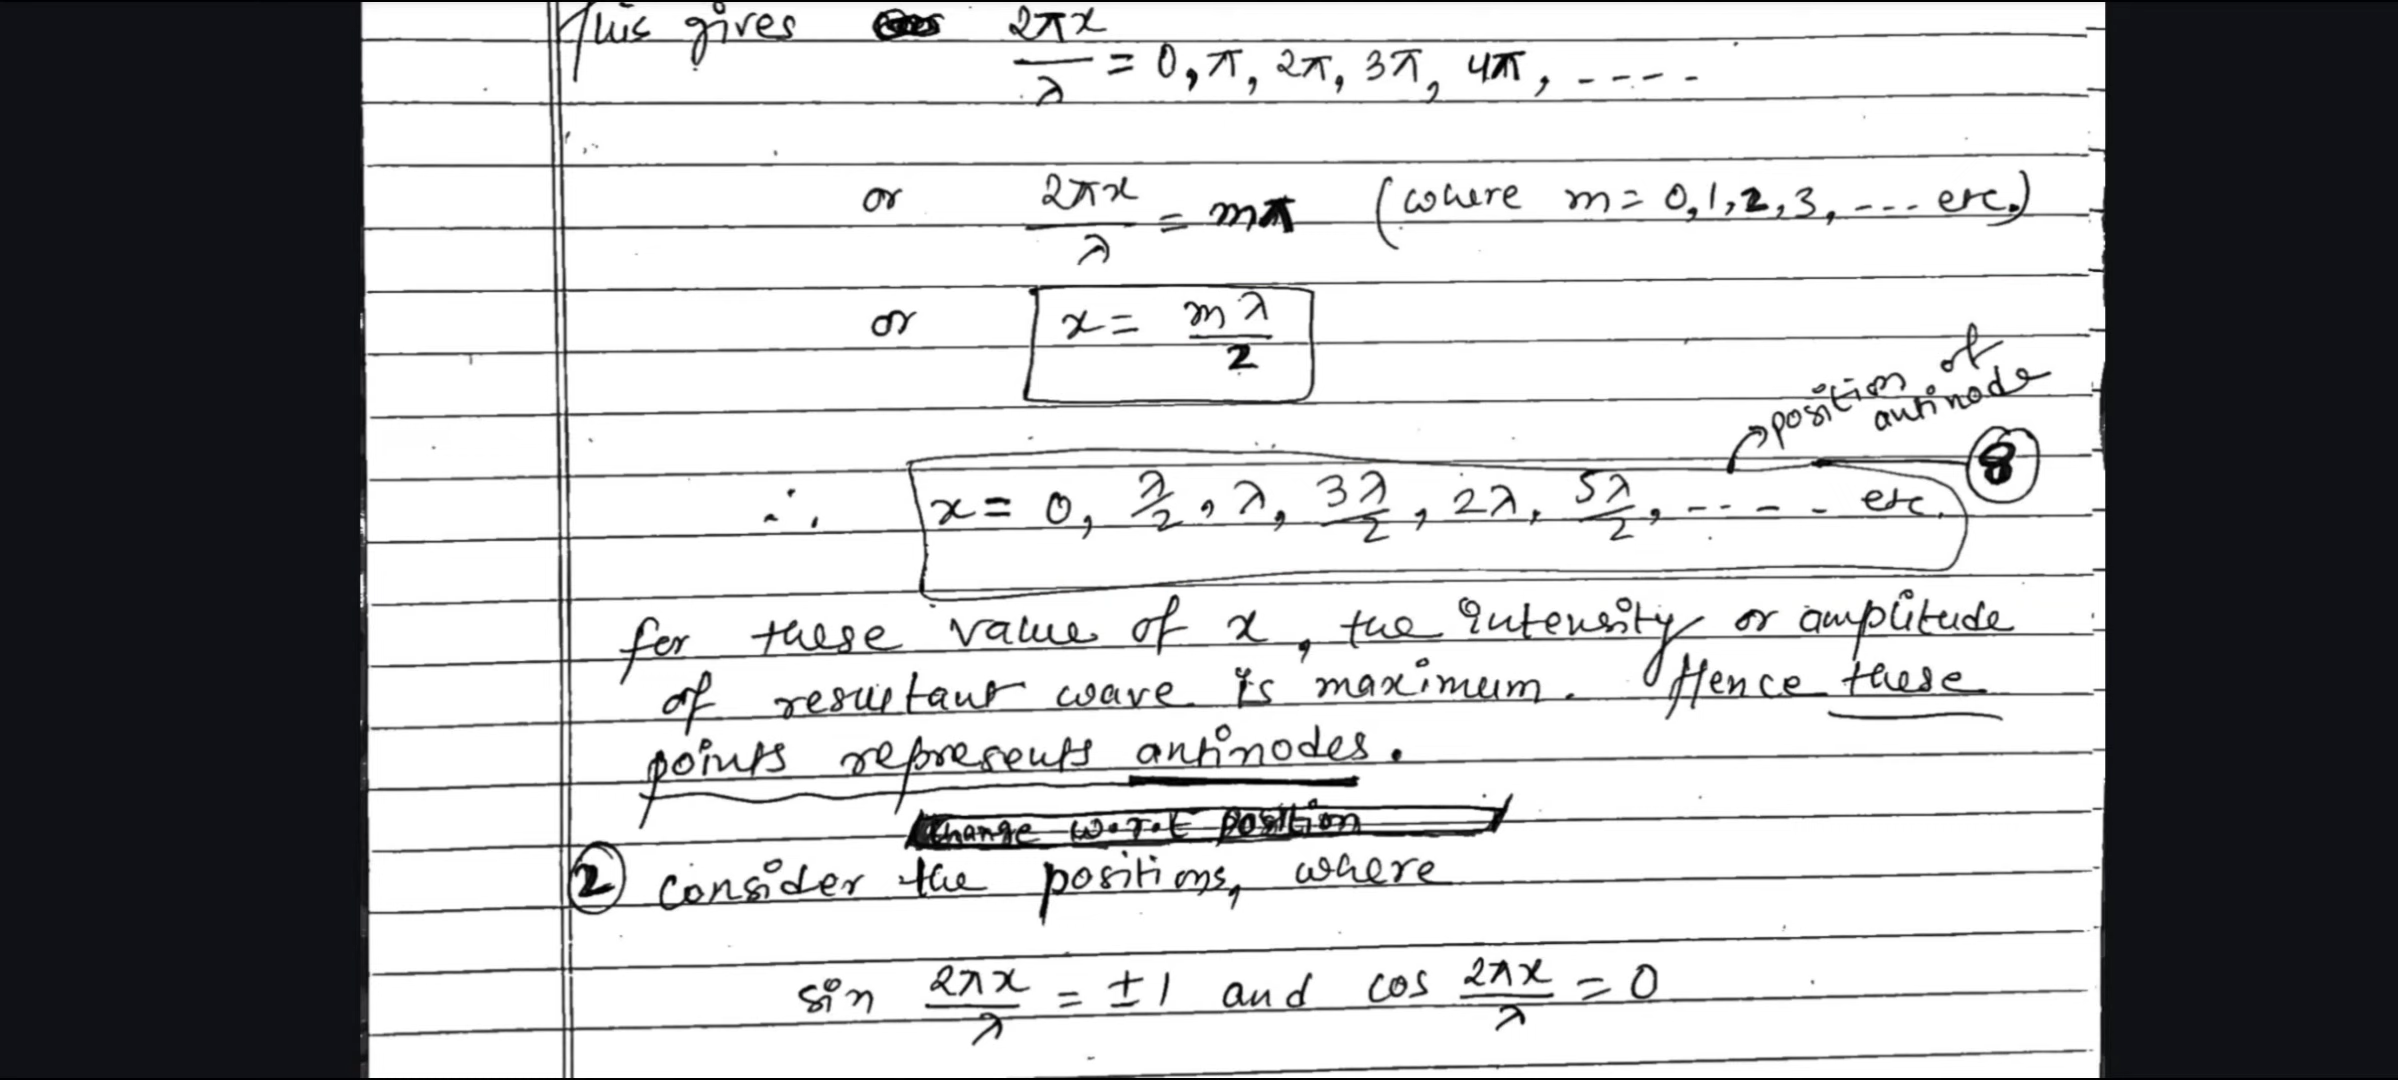 This gives 2πx/λ = 0, π, 2π, 3π, 4π, ----
or 2πx/λ = mπ (where m = 0,1,2,3, --- etc.)
or x = mλ/2
position of
antinode
∴ x = 0, λ/2, λ, 3λ/2, 2λ, 5λ/2, ---- etc. ⑧
for these value of x, the intensity or amplitude
of resultant wave is maximum. Hence these
points represents antinodes.
Change w.r.t position
② Consider the positions, where
sin 2πx/λ = ±1 and cos 2πx/λ = 0